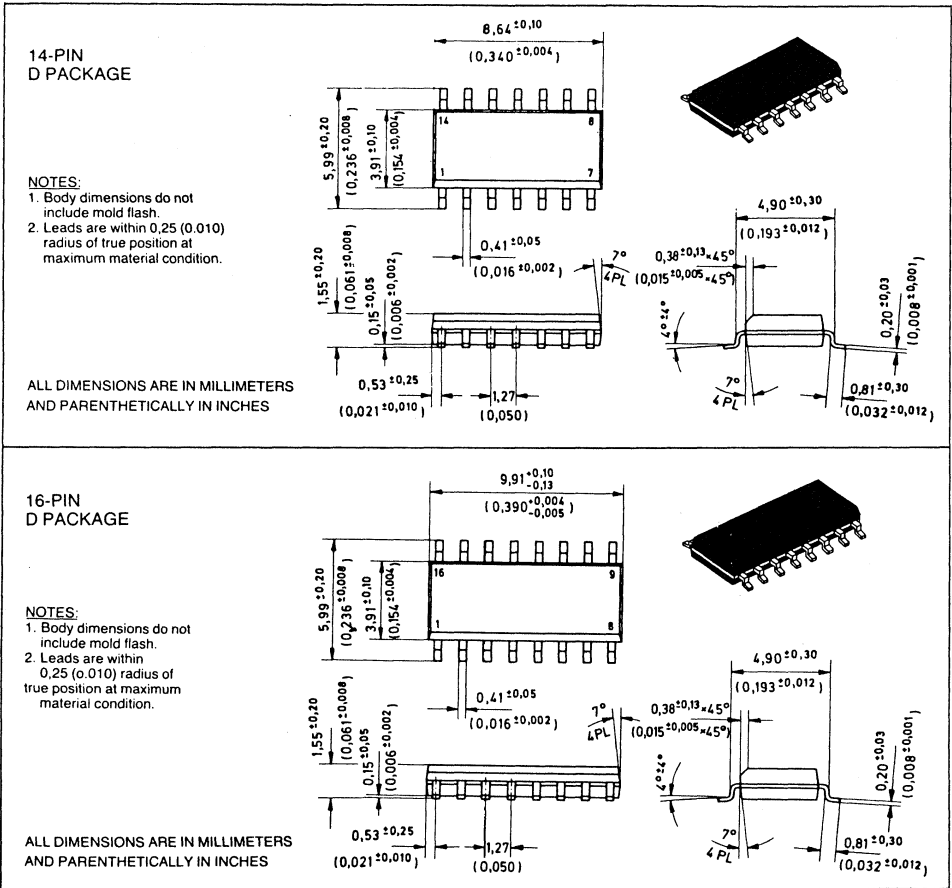 14-PIN
D PACKAGE
NOTES:
1. Body dimensions do not
include mold flash.
2. Leads are within 0,25 (0.010)
radius of true position at
maximum material condition.
ALL DIMENSIONS ARE IN MILLIMETERS
AND PARENTHETICALLY IN INCHES
8,64 ±0,10
(0,340 ±0,004)
5,99 ±0,20
(0,236 ±0,008)
3,91 ±0,10
(0,154 ±0,004)
14
8
1
7
0,41 ±0,05
(0,016 ±0,002)
1,55 ±0,20
(0,061 ±0,008)
0,15 ±0,05
(0,006 ±0,002)
7°
4PL
0,53 ±0,25
(0,021 ±0,010)
1,27
(0,050)
4,90 ±0,30
(0,193 ±0,012)
0,38 ±0,13 ×45°
(0,015 ±0,005 ×45°)
4°±4°
0,20 ±0,03
(0,008 ±0,001)
7°
4 PL
0,81 ±0,30
(0,032 ±0,012)
16-PIN
D PACKAGE
NOTES:
1. Body dimensions do not
include mold flash.
2. Leads are within
0,25 (o.010) radius of
true position at maximum
material condition.
ALL DIMENSIONS ARE IN MILLIMETERS
AND PARENTHETICALLY IN INCHES
9,91 +0,10
-0,13
(0,390 +0,004
-0,005)
5,99 ±0,20
(0,236 ±0,008)
3,91 ±0,10
(0,154 ±0,004)
16
9
1
8
0,41 ±0,05
(0,016 ±0,002)
1,55 ±0,20
(0,061 ±0,008)
0,15 ±0,05
(0,006 ±0,002)
7°
4PL
0,53 ±0,25
(0,021 ±0,010)
1,27
(0,050)
4,90 ±0,30
(0,193 ±0,012)
0,38 ±0,13 ×45°
(0,015 ±0,005 ×45°)
4°±4°
0,20 ±0,03
(0,008 ±0,001)
7°
4 PL
0,81 ±0,30
(0,032 ±0,012)